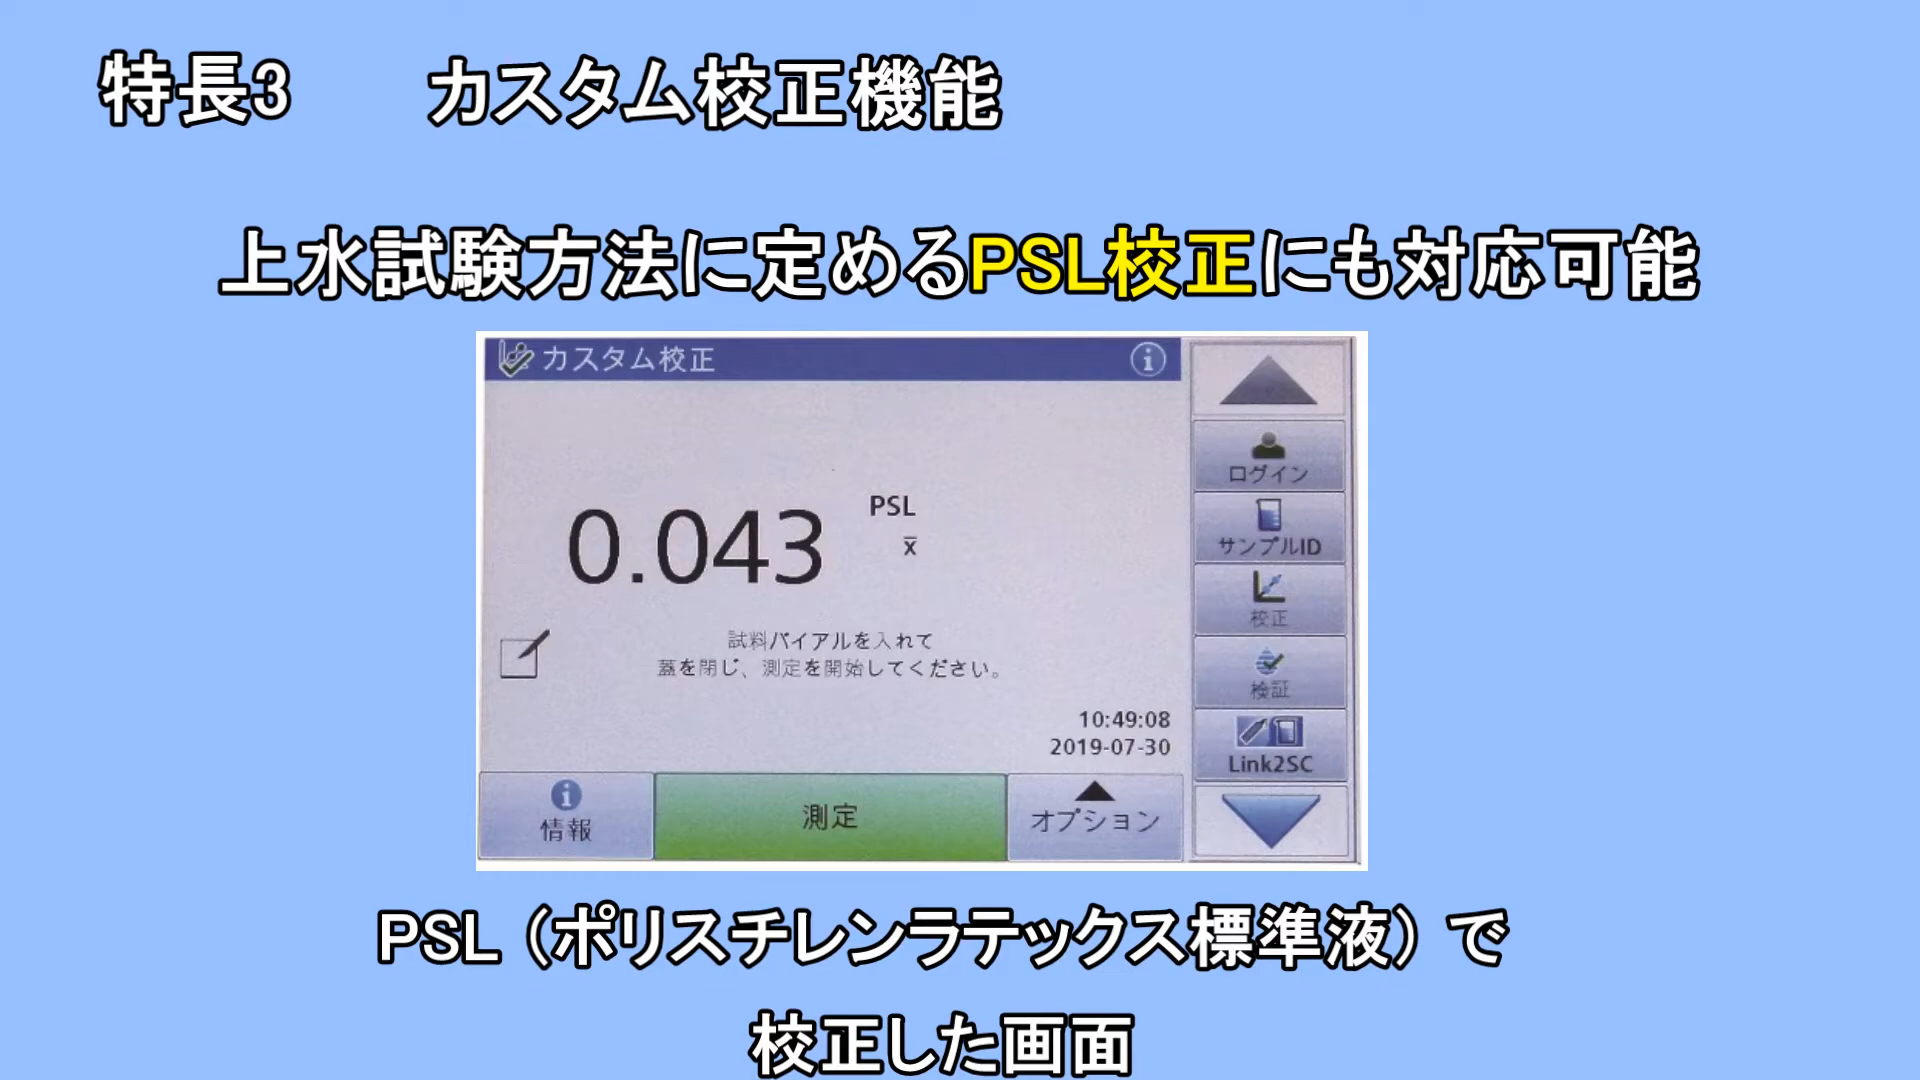 特長3 カスタム校正機能
上水試験方法に定めるPSL校正にも対応可能
カスタム校正
0.043
PSL
x̄
試料バイアルを入れて
蓋を閉じ、測定を開始してください。
10:49:08
2019-07-30
情報
測定
オプション
ログイン
サンプルID
校正
検証
Link2SC
PSL（ポリスチレンラテックス標準液）で
校正した画面